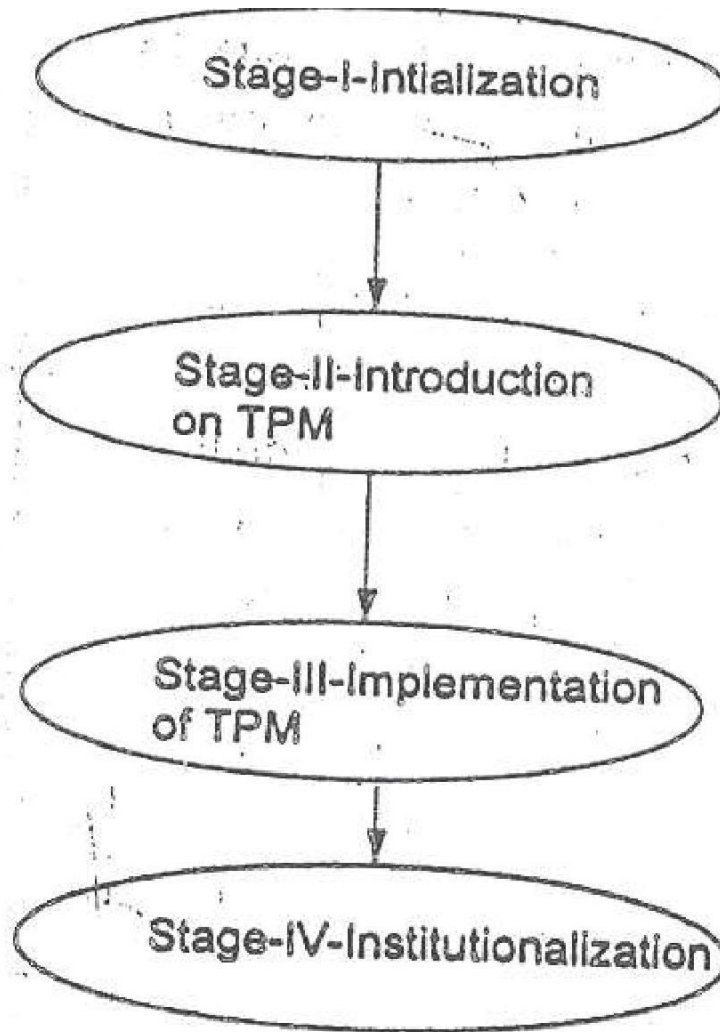 Stage-I-Intialization
Stage-II-Introduction
on TPM
Stage-III-Implementation
of TPM
Stage-IV-Institutionalization